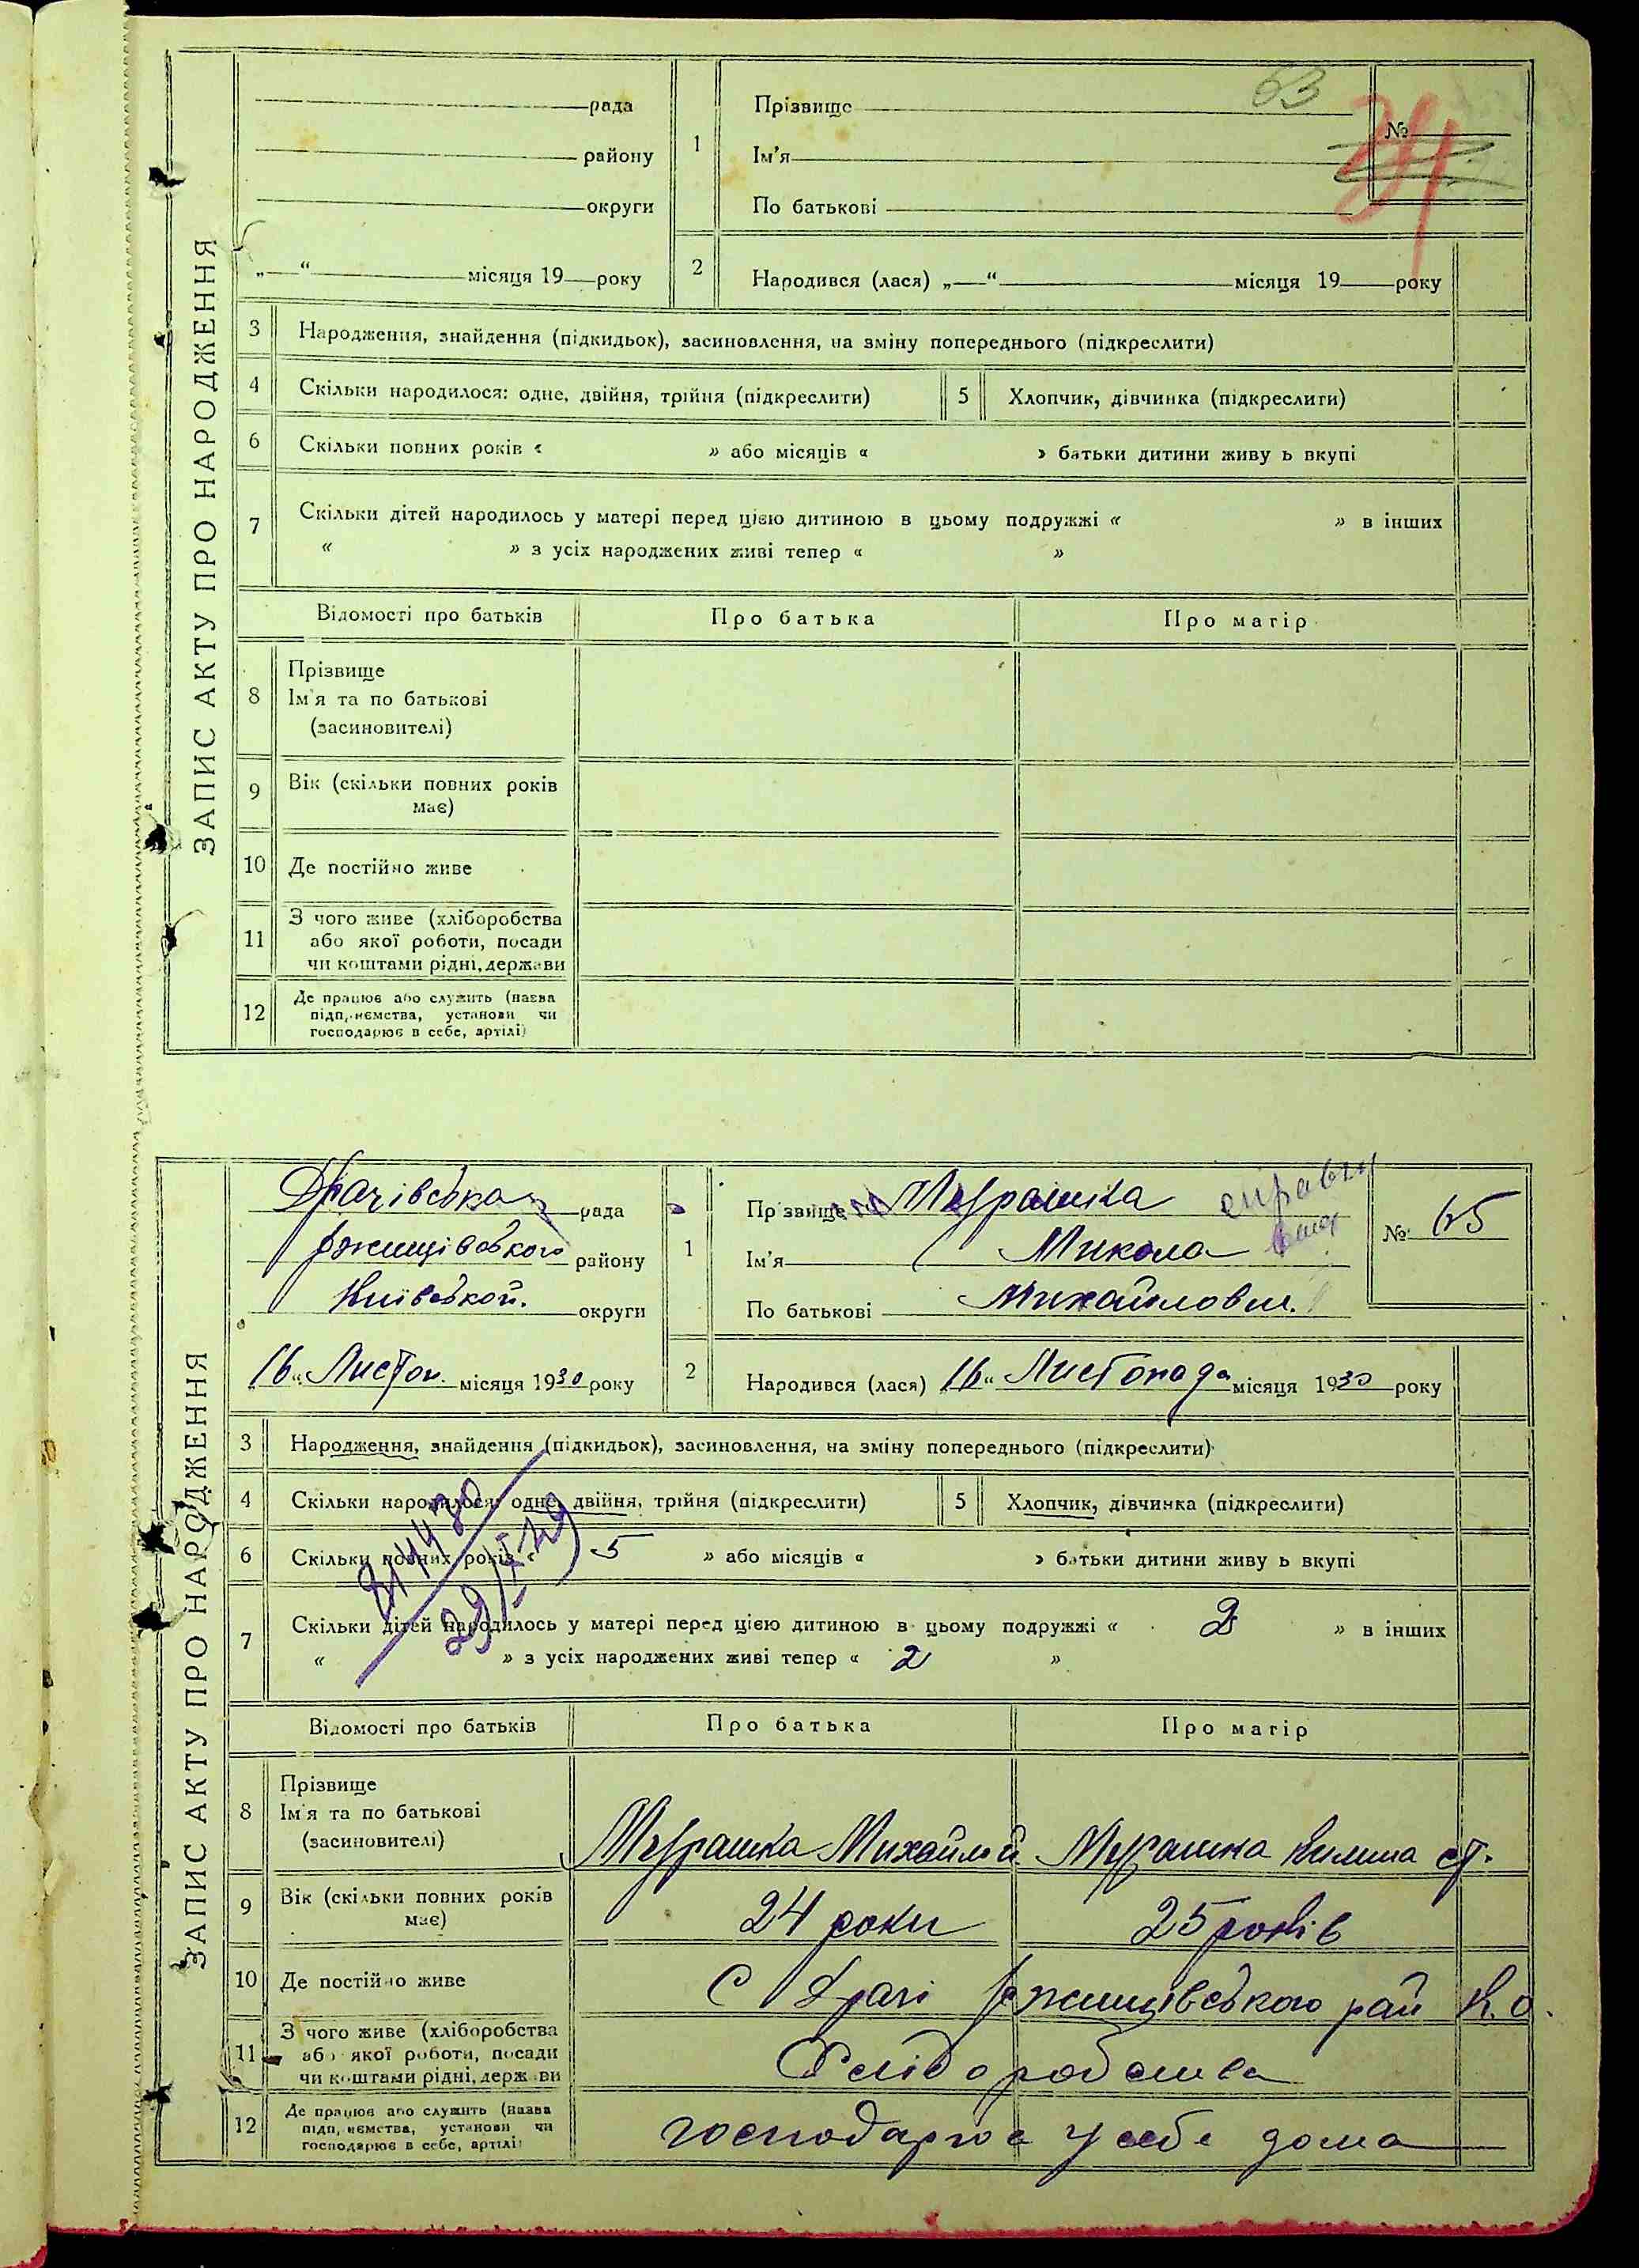 63
№
291
ЗАПИС АКТУ ПРО НАРОДЖЕННЯ
рада
району
округи
„ “ місяця 19 року
1 Прізвище
Ім'я
По батькові
2 Народився (лася) „ “ місяця 19 року
3 Народження, знайдення (підкидьок), засиновлення, на зміну попереднього (підкреслити)
4 Скільки народилося: одне, двійня, трійня (підкреслити) 5 Хлопчик, дівчинка (підкреслити)
6 Скільки повних років « » або місяців « » батьки дитини живу ь вкупі
7 Скільки дітей народилось у матері перед цією дитиною в цьому подружжі « » в інших
« » з усіх народжених живі тепер « »
Відомості про батьків Про батька Про матір
8 Прізвище
Ім'я та по батькові
(засиновителі)
9 Вік (скільки повних років
має)
10 Де постійно живе
11 З чого живе (хліборобства
або якої роботи, посади
чи коштами рідні, держави
12 Де працює або служить (назва
підприємства, установи чи
господарює в себе, артілі)
ЗАПИС АКТУ ПРО НАРОДЖЕННЯ
Драчівська рада
Ржищівського району
Київської округи
„16“ Листоп. місяця 1930 року
1 Прізвище Мурашка
Ім'я Микола
По батькові Михайлович
№ 65
2 Народився (лася) „16“ Листопада місяця 1930 року
3 Народження, знайдення (підкидьок), засиновлення, на зміну попереднього (підкреслити)
4 Скільки народилося: одне, двійня, трійня (підкреслити) 5 Хлопчик, дівчинка (підкреслити)
6 Скільки повних років « 5 » або місяців « » батьки дитини живу ь вкупі
7 Скільки дітей народилось у матері перед цією дитиною в цьому подружжі « 2 » в інших
« » з усіх народжених живі тепер « 2 »
Відомості про батьків Про батька Про матір
8 Прізвище
Ім'я та по батькові
(засиновителі)
Мурашка Михайло Мурашка
9 Вік (скільки повних років
має)
24 роки 25 років
10 Де постійно живе С Драчі Ржищівського рай К.О.
11 З чого живе (хліборобства
або якої роботи, посади
чи коштами рідні, держави
Хліборобства
12 Де працює або служить (назва
підприємства, установи чи
господарює в себе, артілі)
господарює у себе дома